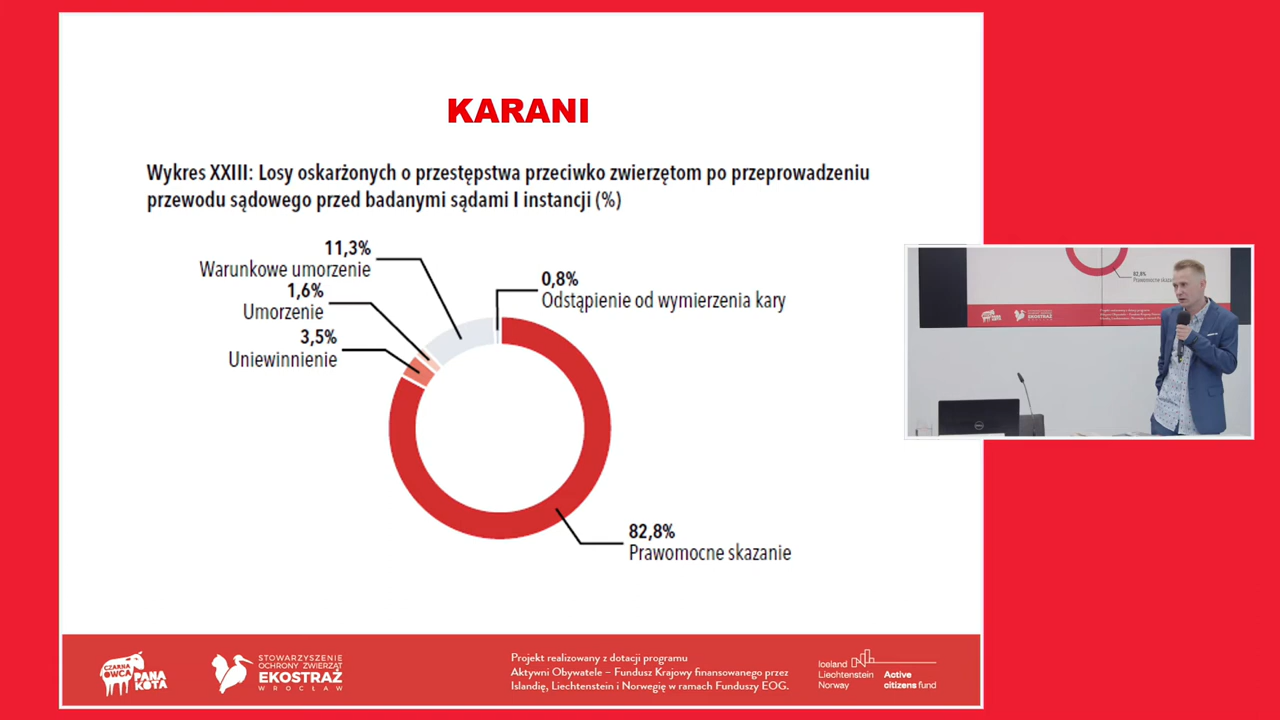 KARANI
Wykres XXIII: Losy oskarżonych o przestępstwa przeciwko zwierzętom po przeprowadzeniu
przewodu sądowego przed badanymi sądami I instancji (%)
11,3%
Warunkowe umorzenie
1,6%
Umorzenie
3,5%
Uniewinnienie
0,8%
Odstąpienie od wymierzenia kary
82,8%
Prawomocne skazanie
CZARNA
OWCA
PANA
KOTA
STOWARZYSZENIE
OCHRONY ZWIERZĄT
EKOSTRAŻ
WROCŁAW
Projekt realizowany z dotacji programu
Aktywni Obywatele – Fundusz Krajowy finansowanego przez
Islandię, Liechtenstein i Norwegię w ramach Funduszy EOG.
Iceland
Liechtenstein
Norway
Active
citizens fund
82,8%
EKOSTRAŻ